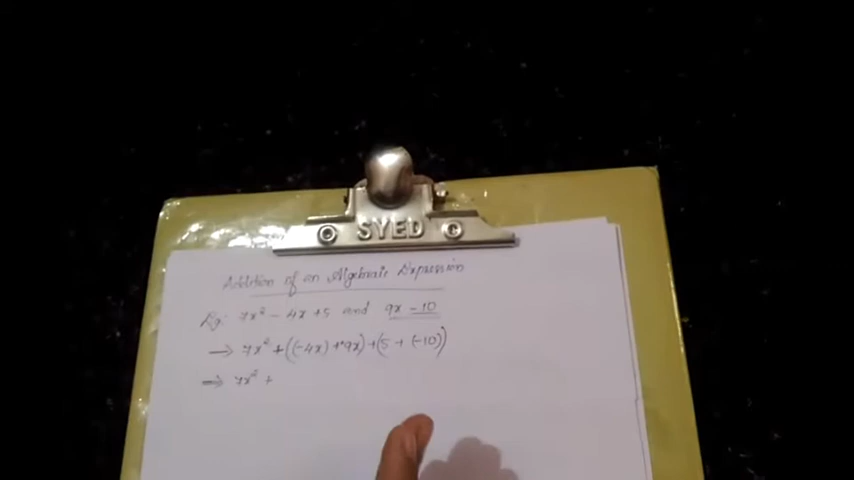 SYED
Addition of an Algebraic Expression
Eg: 7x² - 4x + 5 and 9x - 10
→ 7x² + ((-4x) + 9x) + (5 + (-10))
⇒ 7x² +